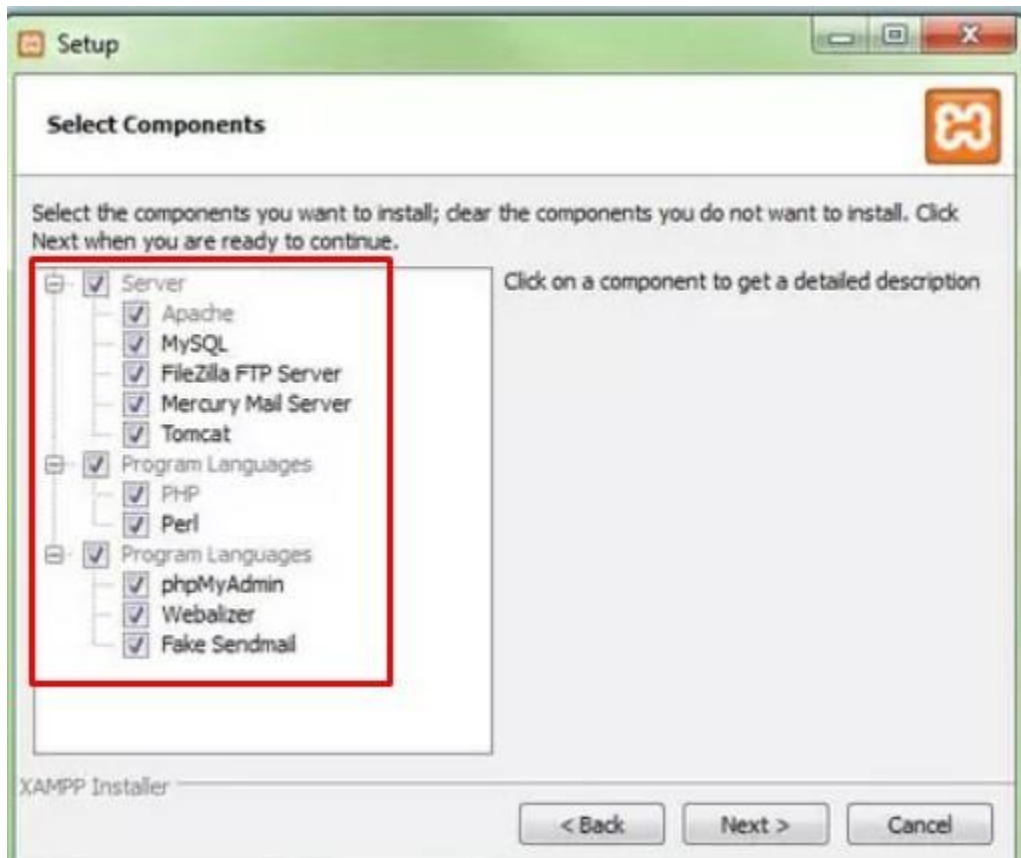 Setup
Select Components
Select the components you want to install; clear the components you do not want to install. Click
Next when you are ready to continue.
Server
Apache
MySQL
FileZilla FTP Server
Mercury Mail Server
Tomcat
Program Languages
PHP
Perl
Program Languages
phpMyAdmin
Webalizer
Fake Sendmail
Click on a component to get a detailed description
XAMPP Installer
< Back
Next >
Cancel